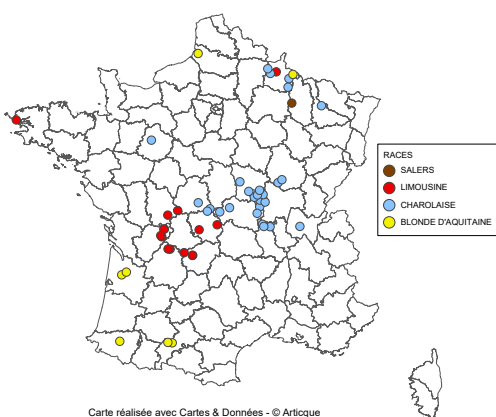 RACES
SALERS
LIMOUSINE
CHAROLAISE
BLONDE D'AQUITAINE
Carte réalisée avec Cartes & Données - © Articque